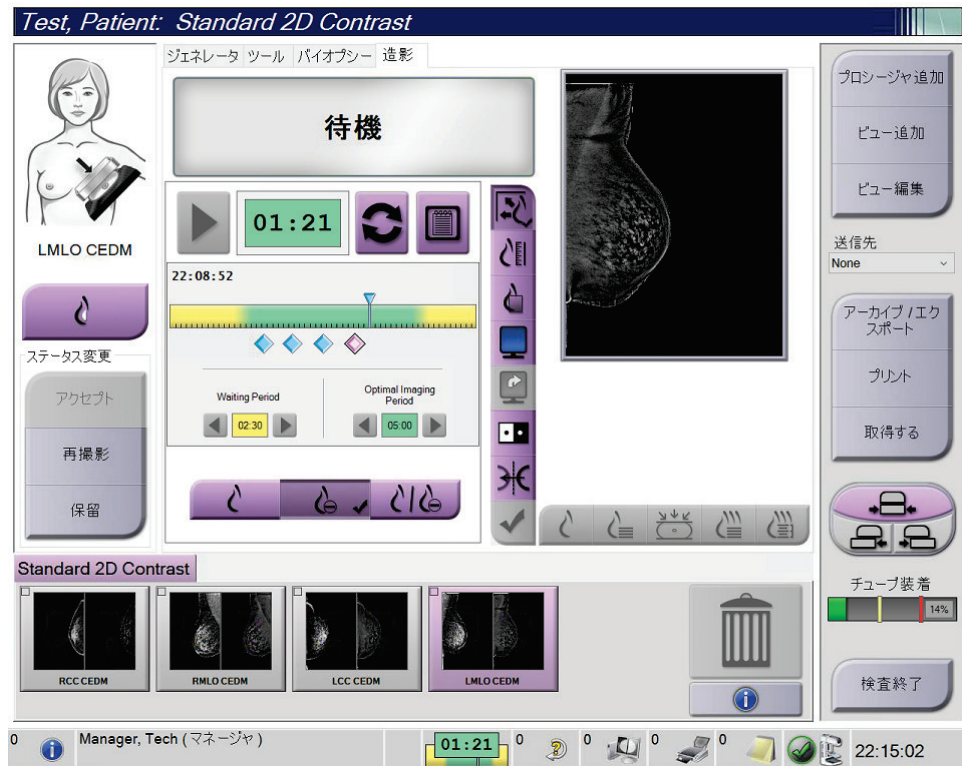 Test, Patient: Standard 2D Contrast
ジェネレータ ツール バイオプシー 造影
待機
LMLO CEDM
01:21
22:08:52
Waiting Period
02:30
Optimal Imaging
Period
05:00
ステータス変更
アクセプト
再撮影
保留
プロシージャ追加
ビュー追加
ビュー編集
送信先
None
アーカイブ / エク
スポート
プリント
取得する
チューブ装着
14%
検査終了
Standard 2D Contrast
RCC CEDM
RMLO CEDM
LCC CEDM
LMLO CEDM
0 Manager, Tech ( マネージャ ) 01:21 0 0 0 0 22:15:02